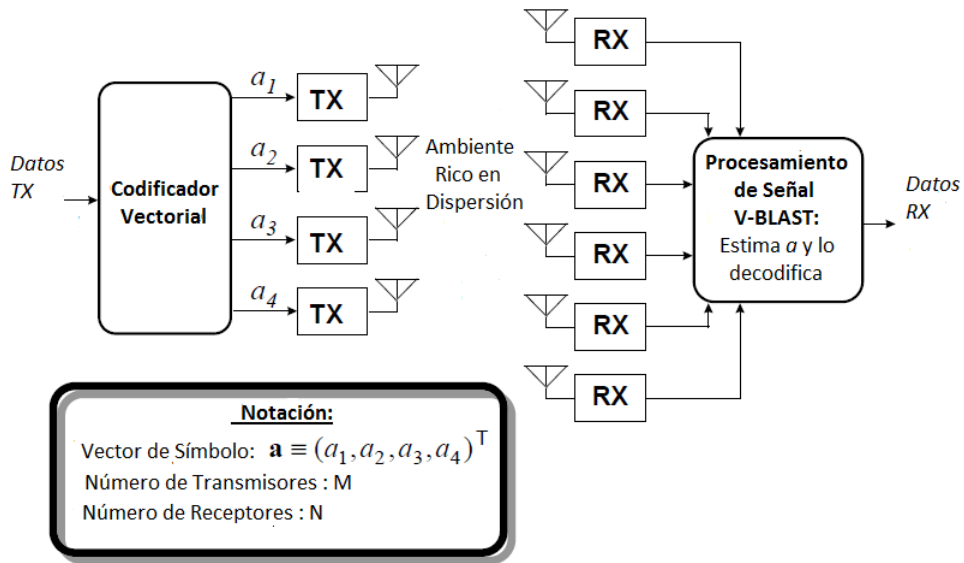 Datos
TX
Codificador
Vectorial
a1
TX
a2
TX
a3
TX
a4
TX
Ambiente
Rico en
Dispersión
RX
RX
RX
RX
RX
RX
Procesamiento
de Señal
V-BLAST:
Estima a y lo
decodifica
Datos
RX
Notación:
Vector de Símbolo: a ≡ (a1,a2,a3,a4)T
Número de Transmisores : M
Número de Receptores : N